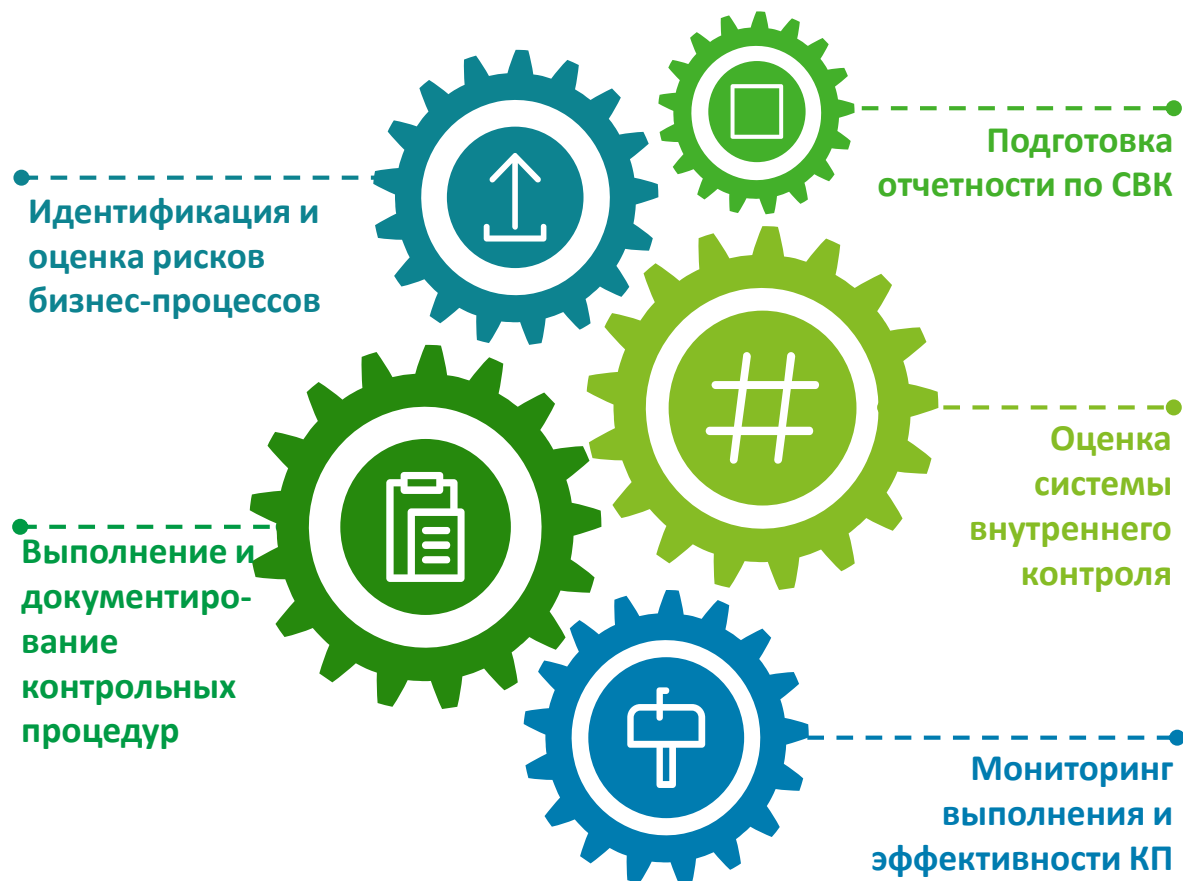 Подготовка
отчетности по СВК
Идентификация и
оценка рисков
бизнес-процессов
Оценка
системы
внутреннего
контроля
Выполнение и
документиро-
вание
контрольных
процедур
Мониторинг
выполнения и
эффективности КП